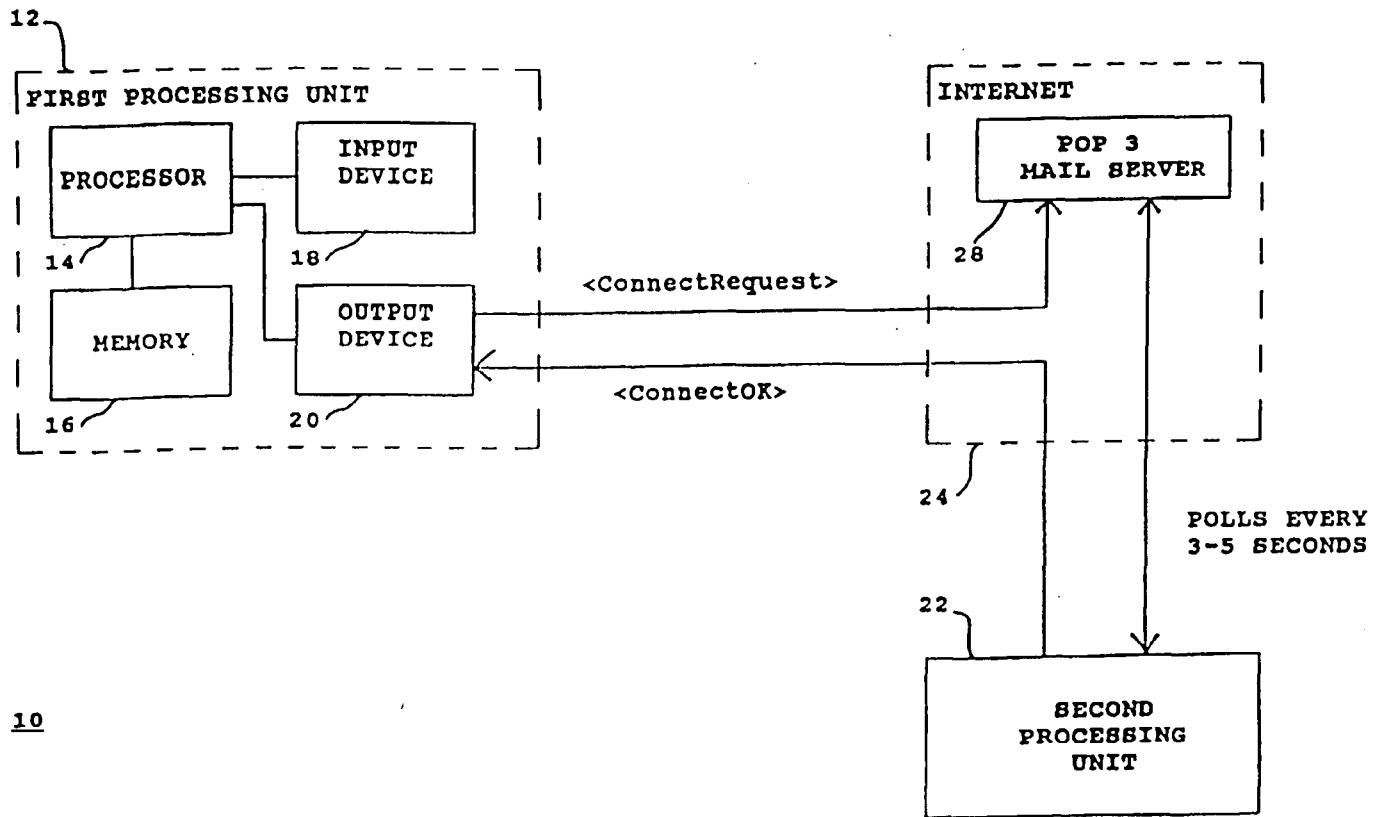 12
FIRST PROCESSING UNIT
PROCESSOR
INPUT
DEVICE
14
18
MEMORY
OUTPUT
DEVICE
16
20
<ConnectRequest>
<ConnectOK>
INTERNET
POP 3
MAIL SERVER
28
24
POLLS EVERY
3-5 SECONDS
22
SECOND
PROCESSING
UNIT
10